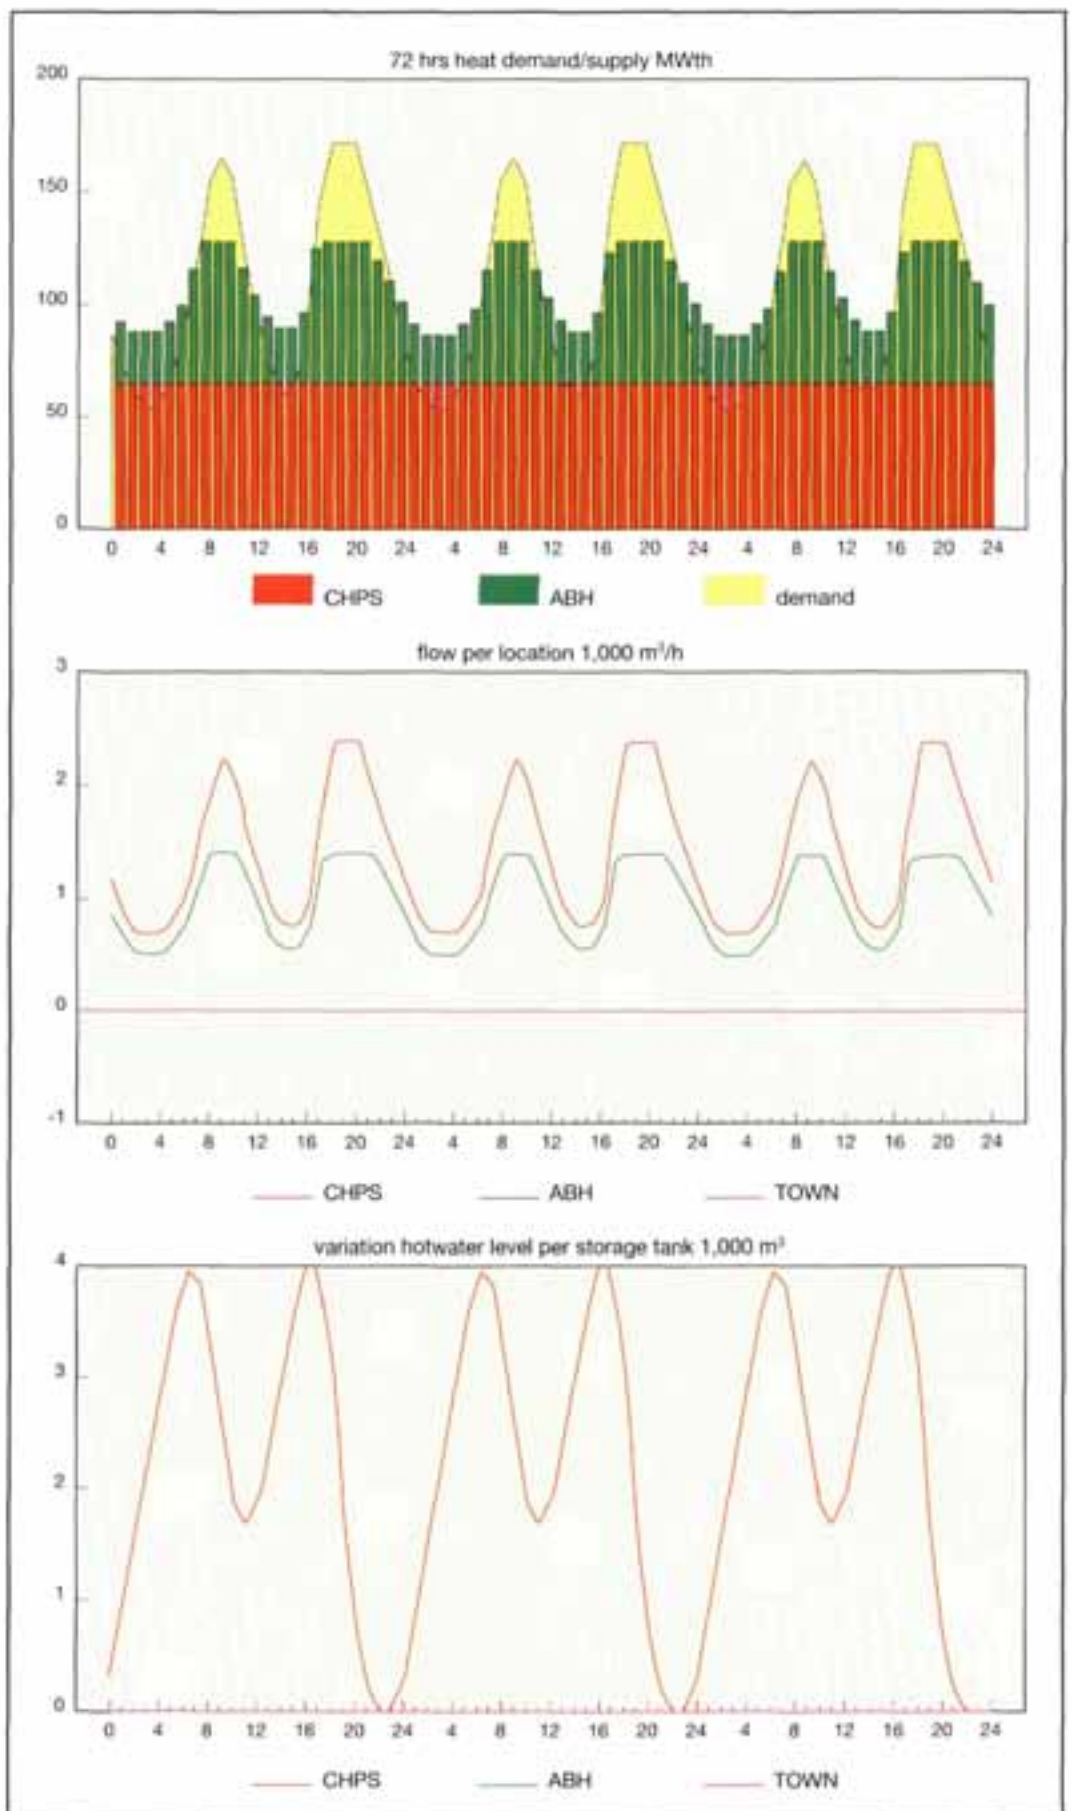 72 hrs heat demand/supply MWth
200
150
100
50
0
0 4 8 12 16 20 24 4 8 12 16 20 24 4 8 12 16 20 24
CHPS ABH demand
flow per location 1,000 m³/h
3
2
1
0
-1
0 4 8 12 16 20 24 4 8 12 16 20 24 4 8 12 16 20 24
CHPS ABH TOWN
variation hotwater level per storage tank 1,000 m³
4
3
2
1
0
0 4 8 12 16 20 24 4 8 12 16 20 24 4 8 12 16 20 24
CHPS ABH TOWN